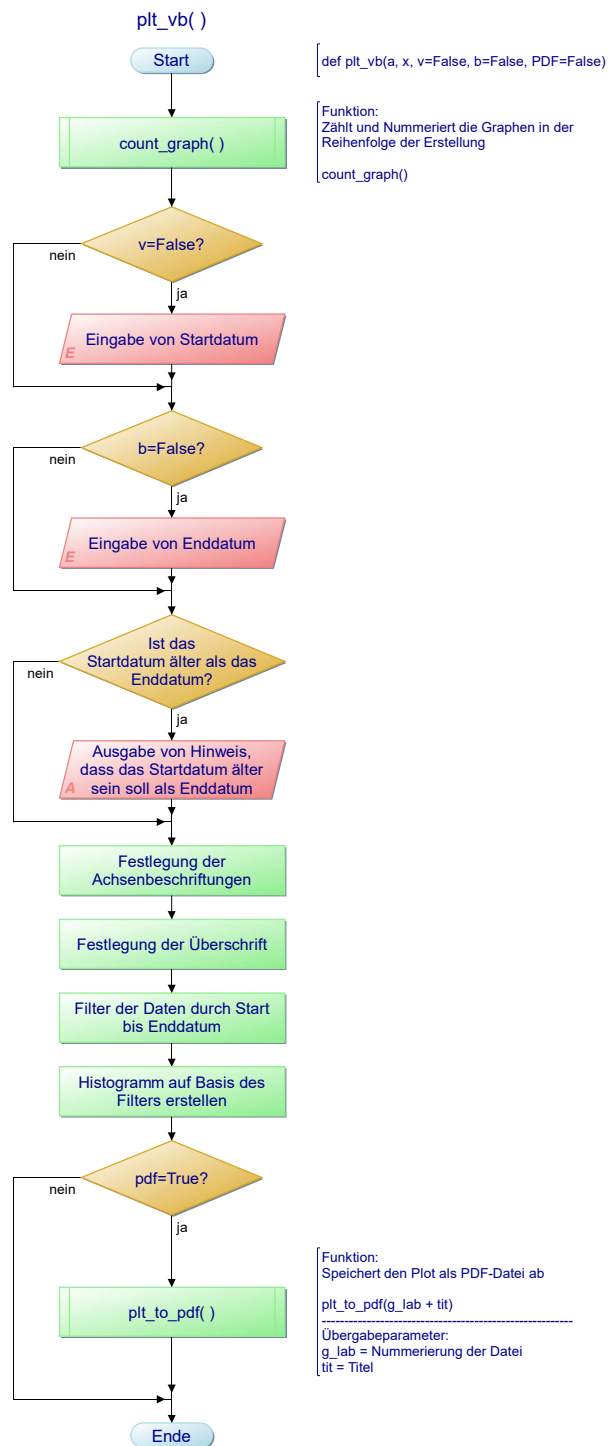 plt_vb( )
Start
def plt_vb(a, x, v=False, b=False, PDF=False)
count_graph( )
Funktion:
Zählt und Nummeriert die Graphen in der
Reihenfolge der Erstellung
count_graph()
v=False?
nein
ja
Eingabe von Startdatum
E
b=False?
nein
ja
Eingabe von Enddatum
E
Ist das
Startdatum älter als das
Enddatum?
nein
ja
Ausgabe von Hinweis,
dass das Startdatum älter
sein soll als Enddatum
A
Festlegung der
Achsenbeschriftungen
Festlegung der Überschrift
Filter der Daten durch Start
bis Enddatum
Histogramm auf Basis des
Filters erstellen
pdf=True?
nein
ja
plt_to_pdf( )
Funktion:
Speichert den Plot als PDF-Datei ab
plt_to_pdf(g_lab + tit)
------------------------------------------------------
Übergabeparameter:
g_lab = Nummerierung der Datei
tit = Titel
Ende